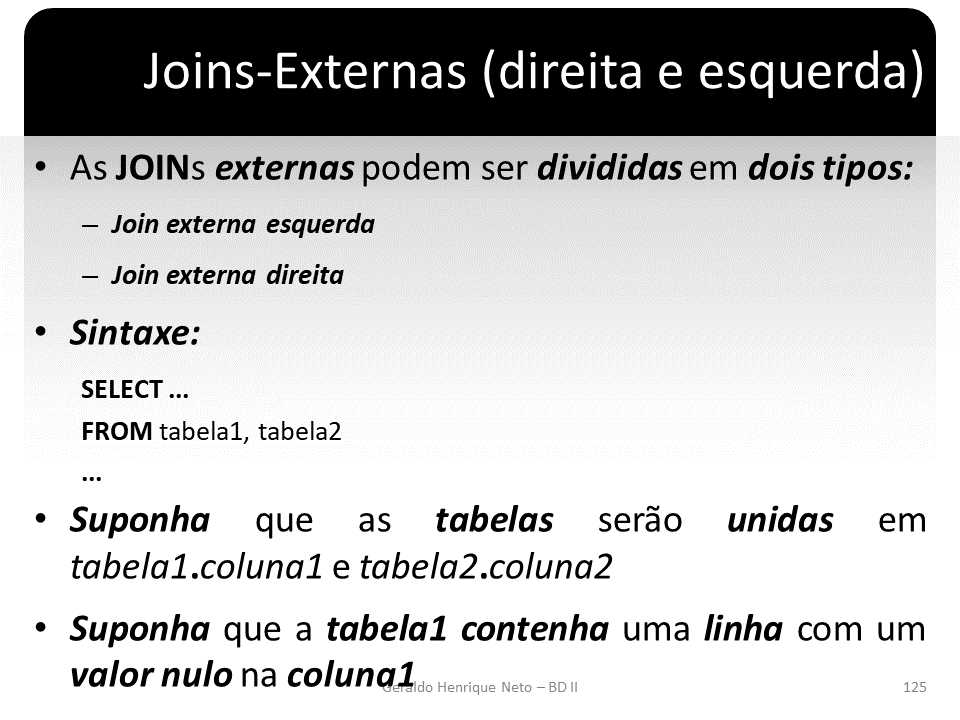 Joins-Externas (direita e esquerda)
• As JOINs externas podem ser divididas em dois tipos:
– Join externa esquerda
– Join externa direita
• Sintaxe:
SELECT ...
FROM tabela1, tabela2
...
• Suponha que as tabelas serão unidas em
tabela1.coluna1 e tabela2.coluna2
• Suponha que a tabela1 contenha uma linha com um
valor nulo na coluna1
Geraldo Henrique Neto – BD II
125